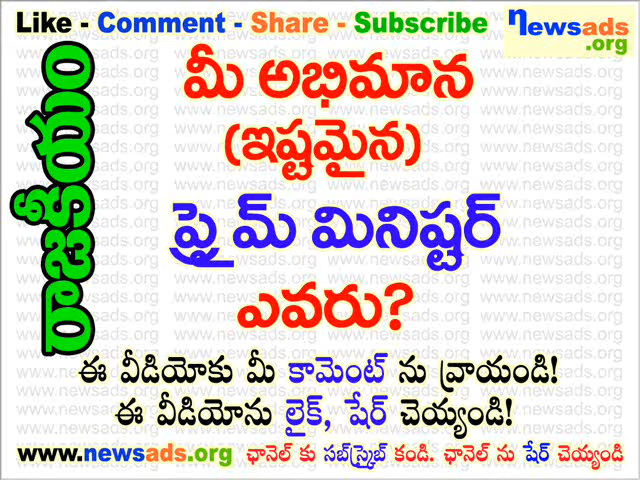 Like - Comment - Share - Subscribe
newsads
.org
రాజకీయం
మీ అభిమాన
(ఇష్టమైన)
ప్రైమ్ మినిష్టర్
ఎవరు?
ఈ వీడియోకు మీ కామెంట్ ను వ్రాయండి!
ఈ వీడియోను లైక్, షేర్ చెయ్యండి!
www.newsads.org ఛానెల్ కు సబ్‌స్క్రైబ్ కండి. ఛానెల్ ను షేర్ చెయ్యండి